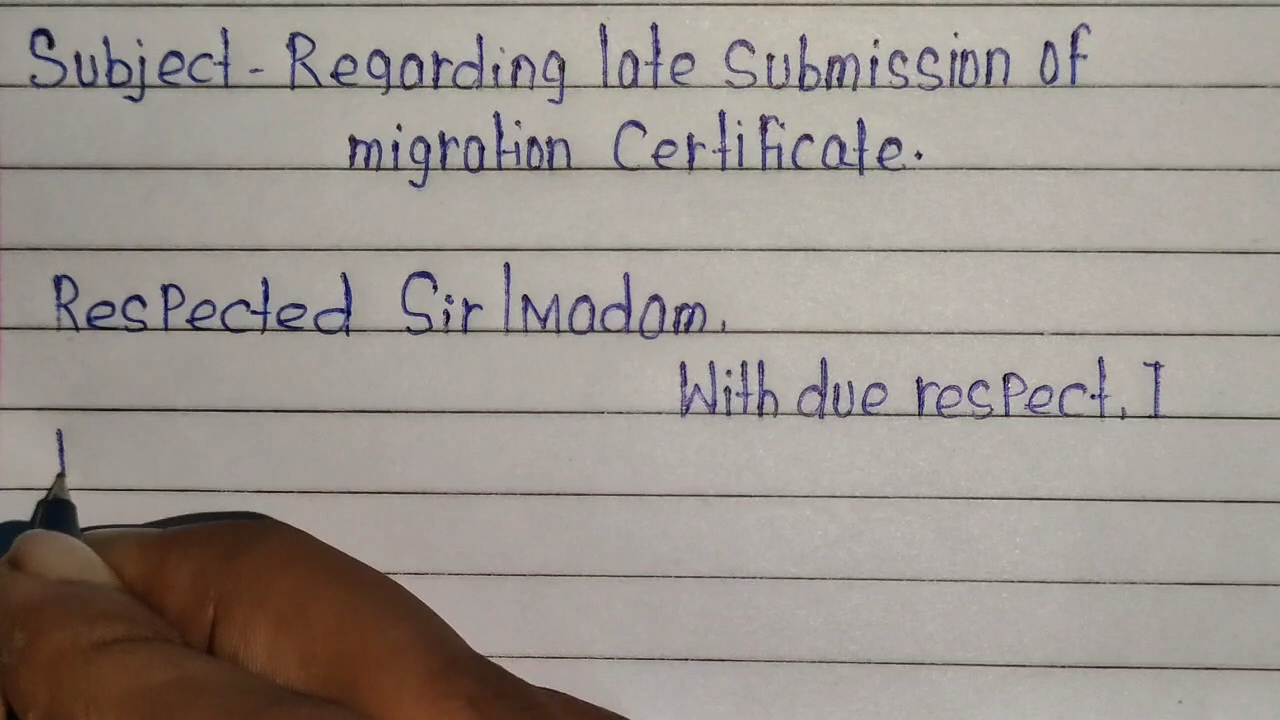 Subject - Regarding late Submission of
migration Certificate.
Respected Sir/Madam,
With due respect, I